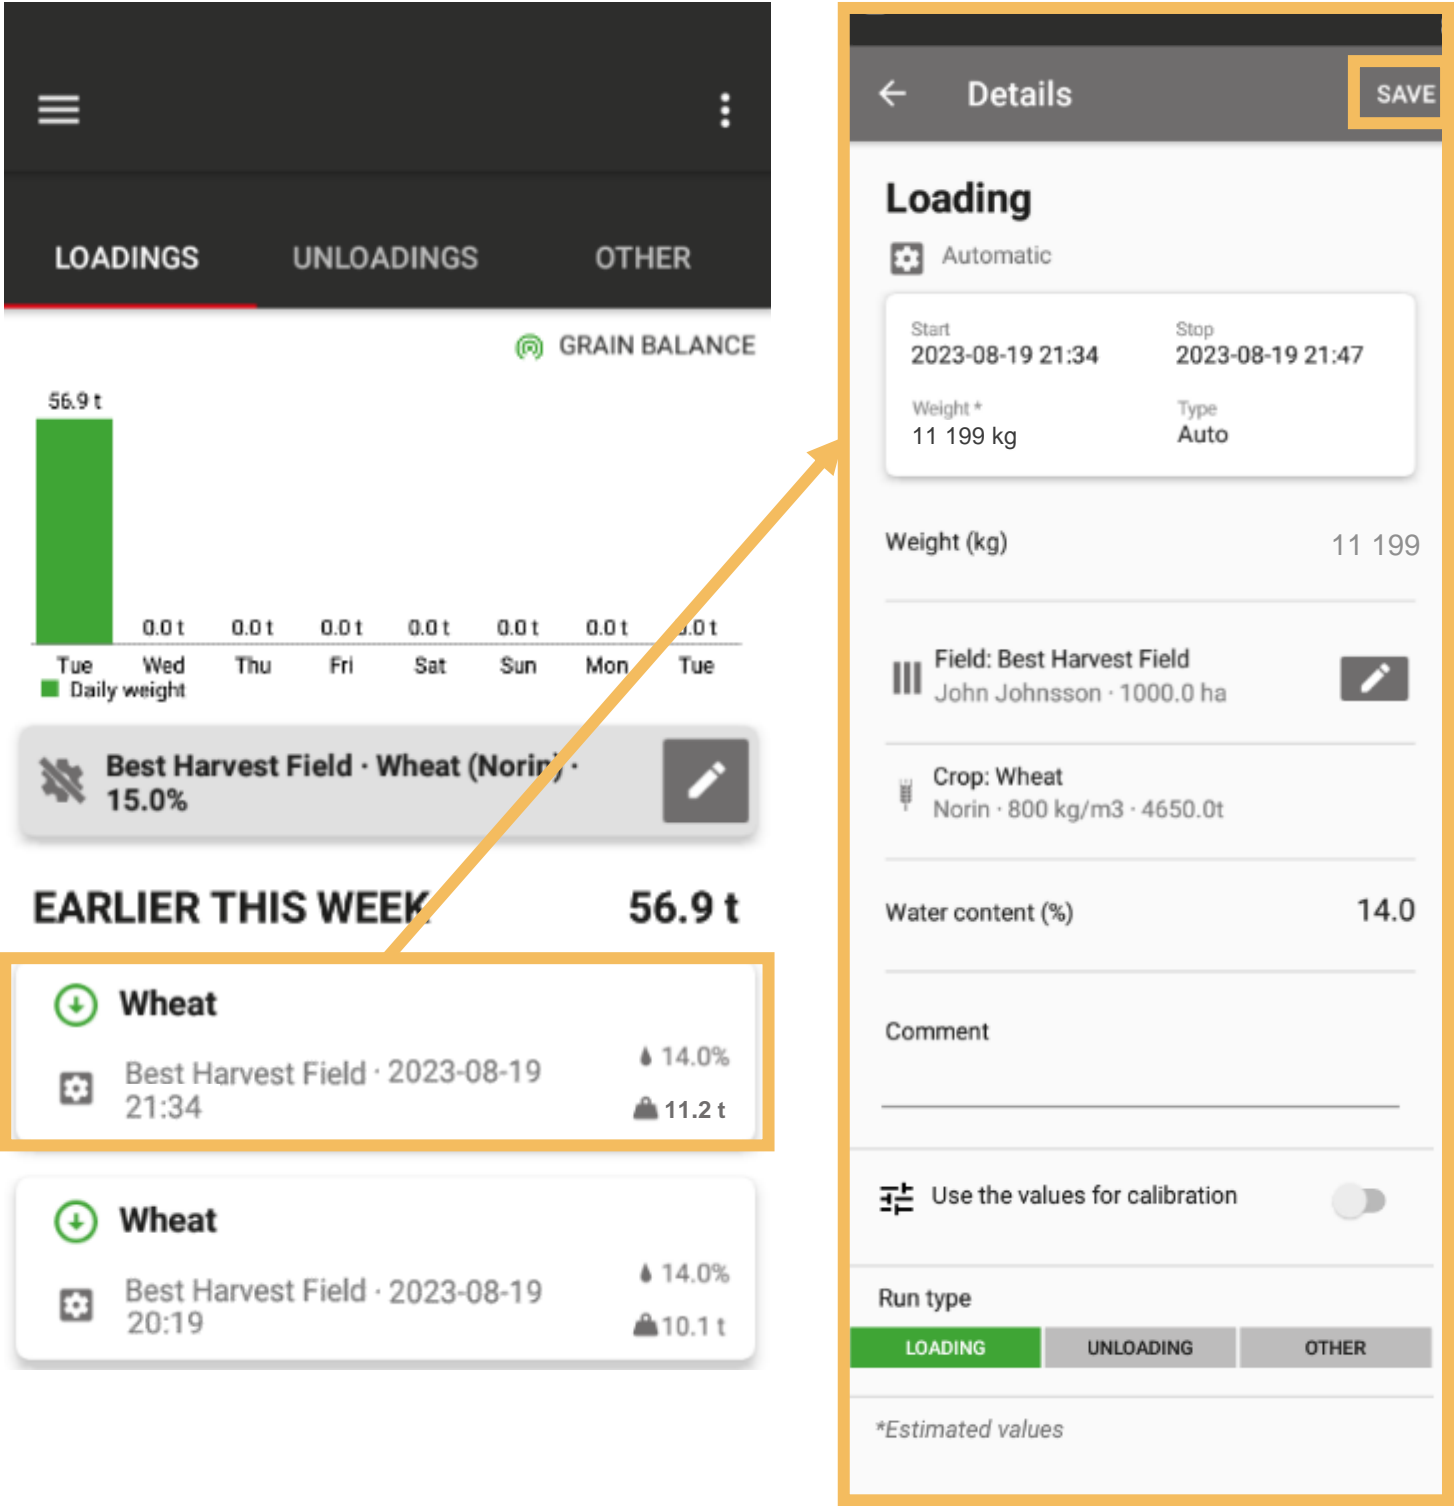 LOADINGS UNLOADINGS OTHER
GRAIN BALANCE
56.9 t
0.0 t 0.0 t 0.0 t 0.0 t 0.0 t 0.0 t 0.0 t
Tue Wed Thu Fri Sat Sun Mon Tue
Daily weight
Best Harvest Field · Wheat (Norin) ·
15.0%
EARLIER THIS WEEK 56.9 t
Wheat
Best Harvest Field · 2023-08-19
21:34
14.0%
11.2 t
Wheat
Best Harvest Field · 2023-08-19
20:19
14.0%
10.1 t
Details SAVE
Loading
Automatic
Start Stop
2023-08-19 21:34 2023-08-19 21:47
Weight * Type
11 199 kg Auto
Weight (kg) 11 199
Field: Best Harvest Field
John Johnsson · 1000.0 ha
Crop: Wheat
Norin · 800 kg/m3 · 4650.0t
Water content (%) 14.0
Comment
Use the values for calibration
Run type
LOADING UNLOADING OTHER
*Estimated values